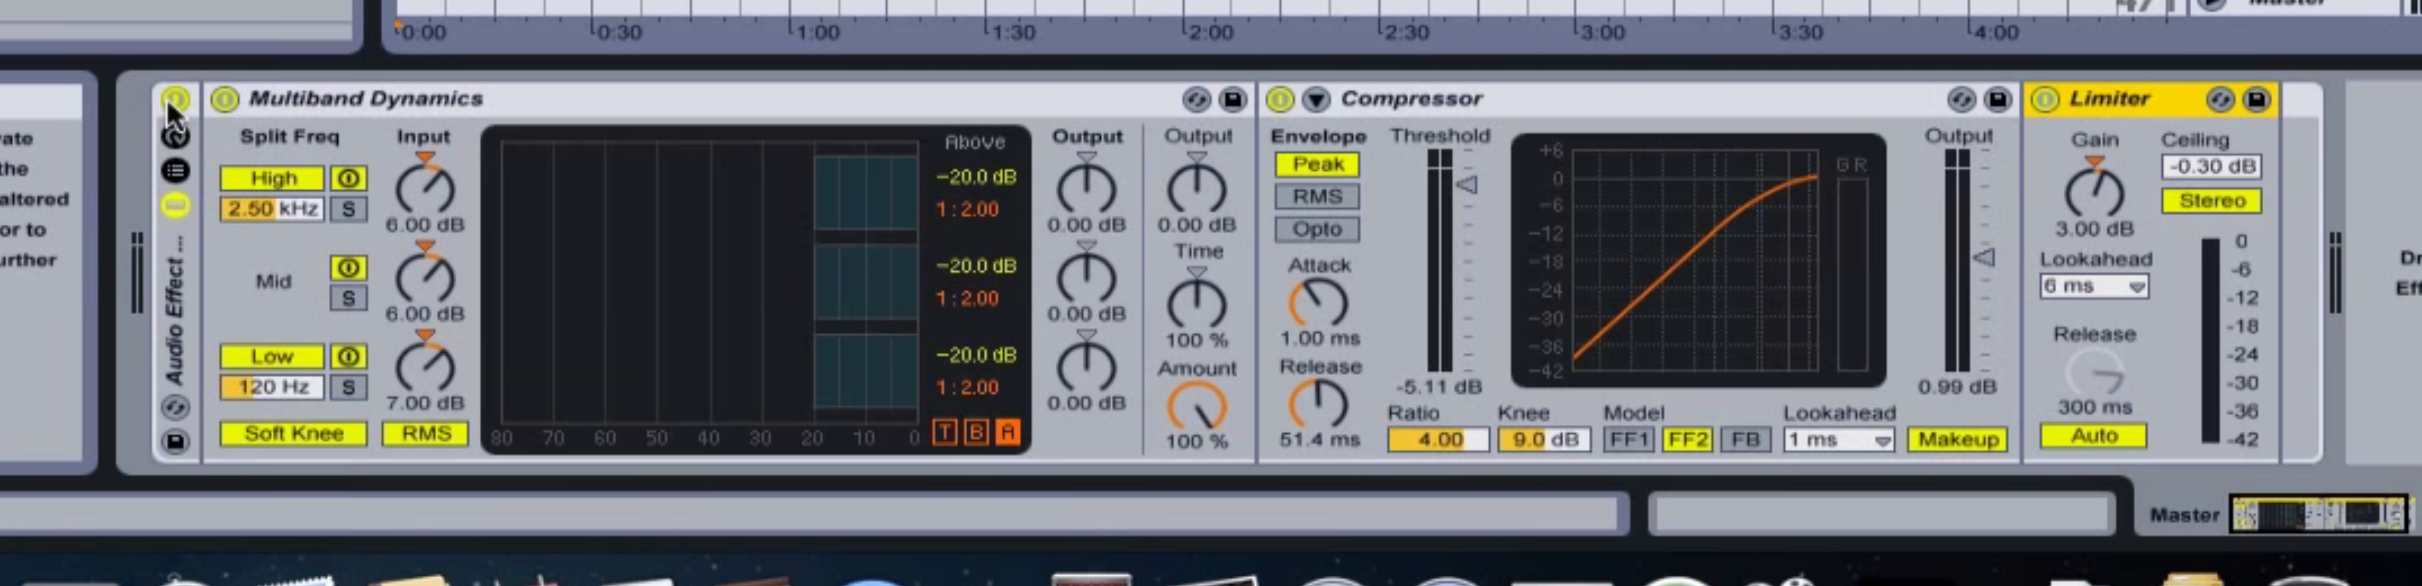 0:00 0:30 1:00 1:30 2:00 2:30 3:00 3:30 4:00
the
altered
or to
Audio Effect ...
Multiband Dynamics
Split Freq Input
High
2.50 kHz S
6.00 dB
Mid
S
6.00 dB
Low
120 Hz S
7.00 dB
Soft Knee RMS
80 70 60 50 40 30 20 10 0
Above
-20.0 dB
1:2.00
-20.0 dB
1:2.00
-20.0 dB
1:2.00
T B A
Output
0.00 dB
0.00 dB
0.00 dB
Output
0.00 dB
Time
100 %
Amount
100 %
Compressor
Envelope
Peak
RMS
Opto
Attack
1.00 ms
Release
51.4 ms
Threshold
-5.11 dB
+6
0
-6
-12
-18
-24
-30
-36
-42
GR
Output
0.99 dB
Ratio Knee Model Lookahead
4.00 9.0 dB FF1 FF2 FB 1 ms Makeup
Limiter
Gain
3.00 dB
Lookahead
6 ms
Release
300 ms
Auto
Ceiling
-0.30 dB
Stereo
0
-6
-12
-18
-24
-30
-36
-42
Master